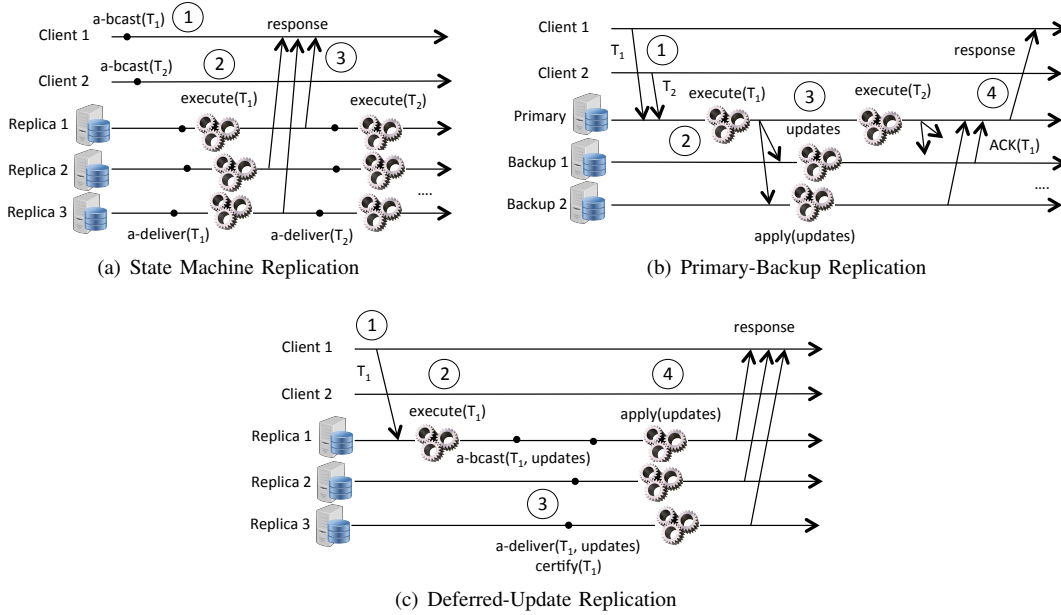 a-bcast(T1)
1
response
Client 1
a-bcast(T2)
2
3
Client 2
execute(T1)
execute(T2)
Replica 1
Replica 2
....
Replica 3
a-deliver(T1)
a-deliver(T2)
(a) State Machine Replication
Client 1
T1
1
response
Client 2
T2
execute(T1)
3
execute(T2)
4
Primary
2
updates
ACK(T1)
Backup 1
....
Backup 2
apply(updates)
(b) Primary-Backup Replication
1
response
Client 1
T1
2
4
Client 2
execute(T1)
apply(updates)
Replica 1
a-bcast(T1, updates)
Replica 2
3
Replica 3
a-deliver(T1, updates)
certify(T1)
(c) Deferred-Update Replication